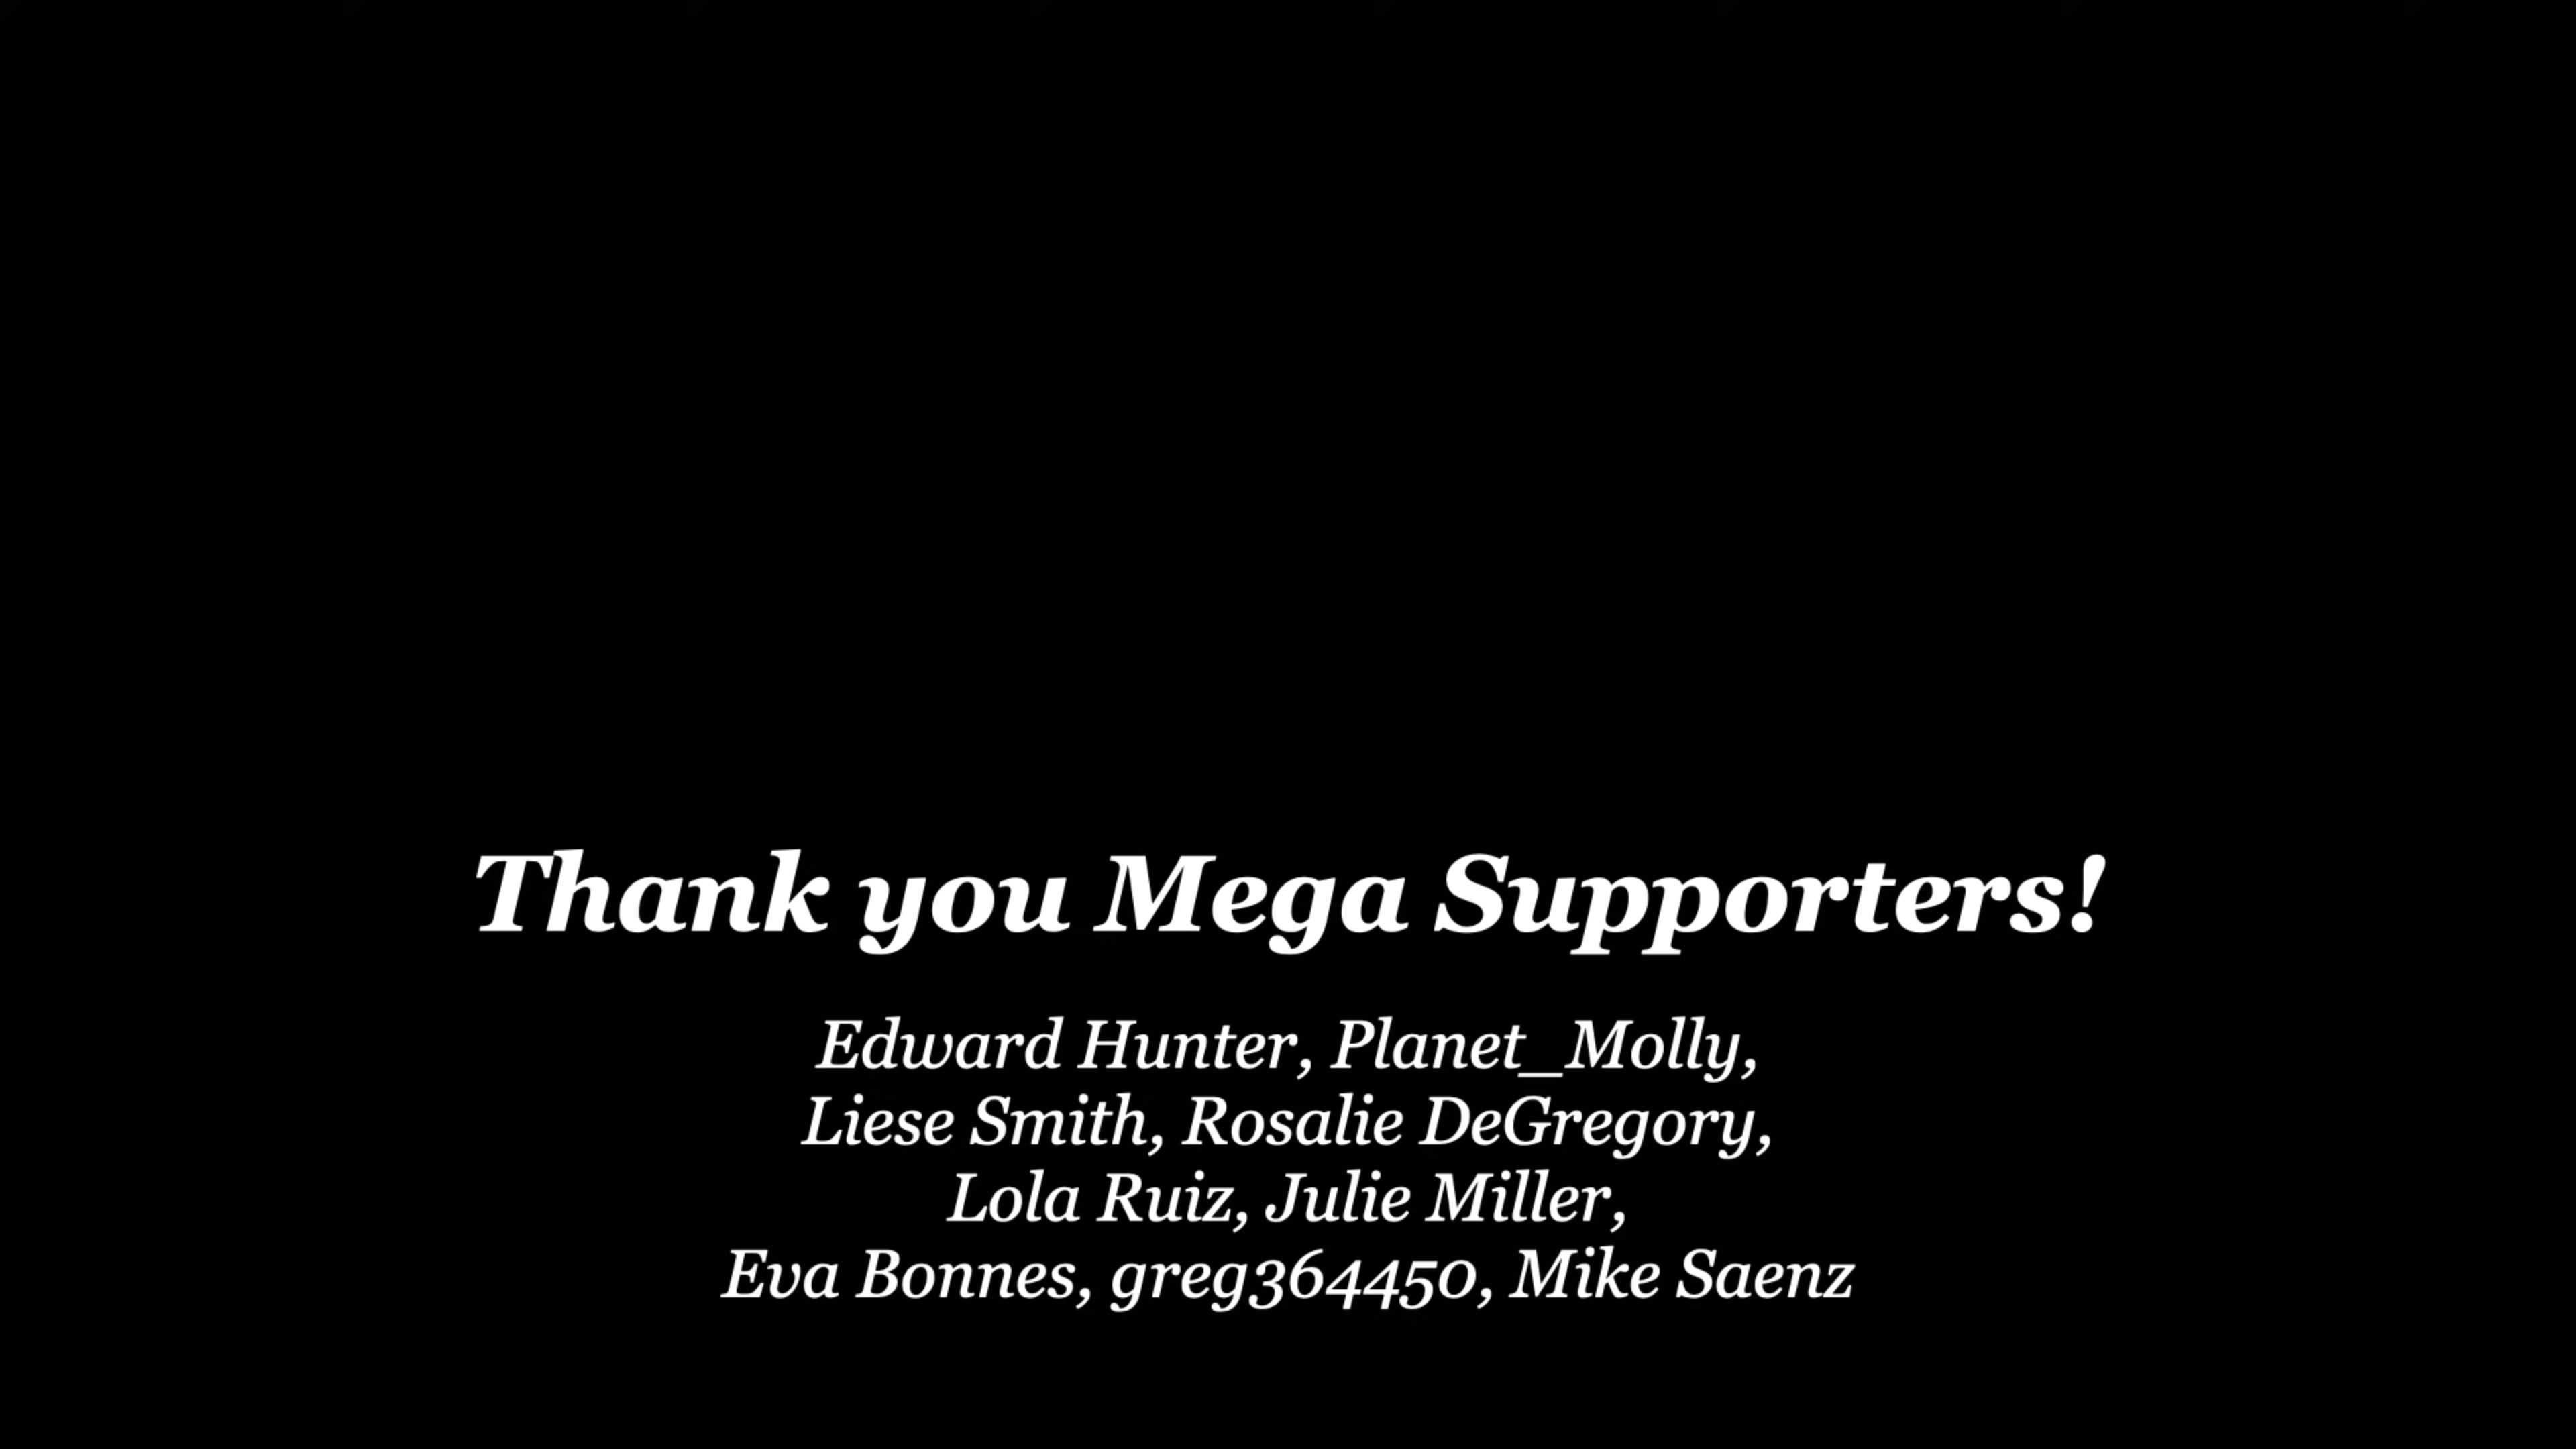 Thank you Mega Supporters!
Edward Hunter, Planet_Molly,
Liese Smith, Rosalie DeGregory,
Lola Ruiz, Julie Miller,
Eva Bonnes, greg364450, Mike Saenz